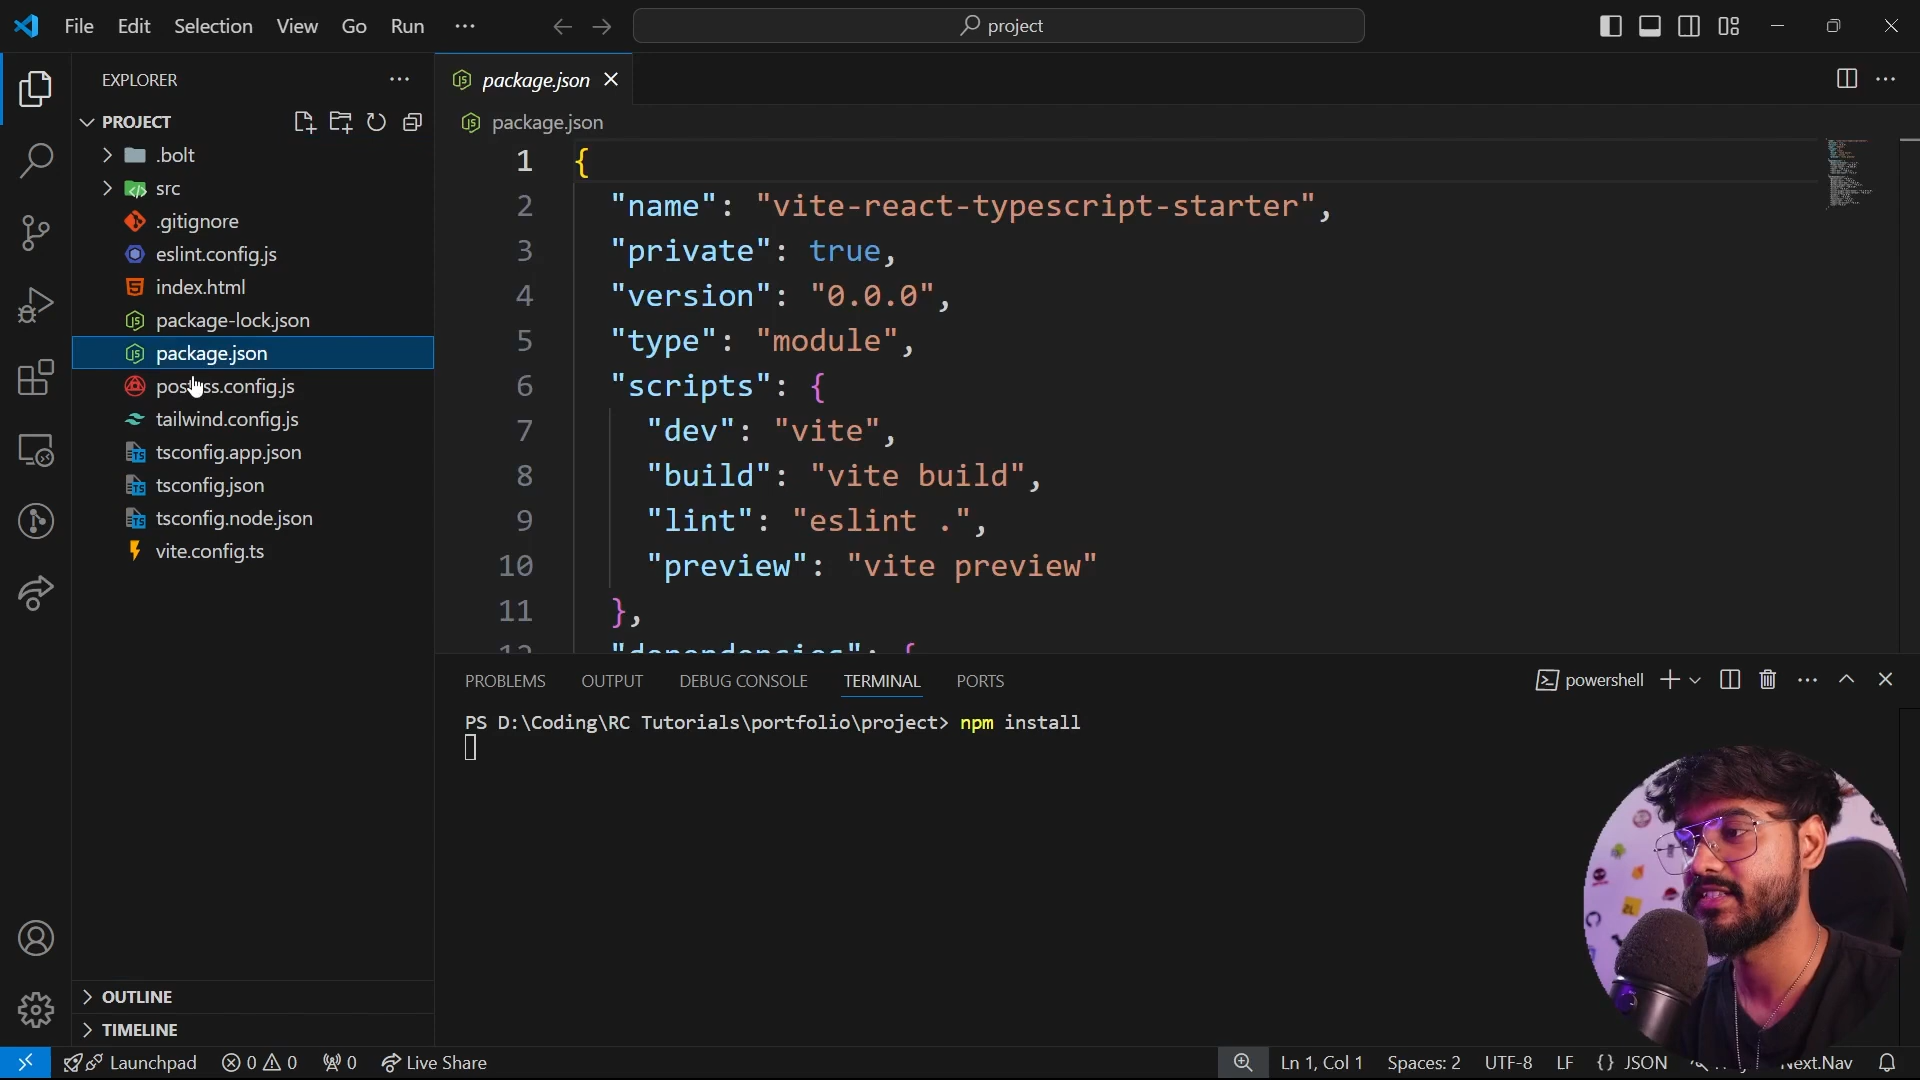 File Edit Selection View Go Run
project
EXPLORER
package.json
PROJECT
package.json
.bolt
src
.gitignore
eslint.config.js
index.html
package-lock.json
package.json
tailwind.config.js
tsconfig.app.json
tsconfig.json
tsconfig.node.json
vite.config.ts
1 {
2 "name": "vite-react-typescript-starter",
3 "private": true,
4 "version": "0.0.0",
5 "type": "module",
6 "scripts": {
7 "dev": "vite",
8 "build": "vite build",
9 "lint": "eslint .",
10 "preview": "vite preview"
11 },
12 "dependencies": {
PROBLEMS OUTPUT DEBUG CONSOLE TERMINAL PORTS
powershell
PS D:\Coding\RC Tutorials\portfolio\project> npm install
OUTLINE
TIMELINE
Launchpad 0 0 0 Live Share
Ln 1, Col 1 Spaces: 2 UTF-8 LF {} JSON Next.Nav